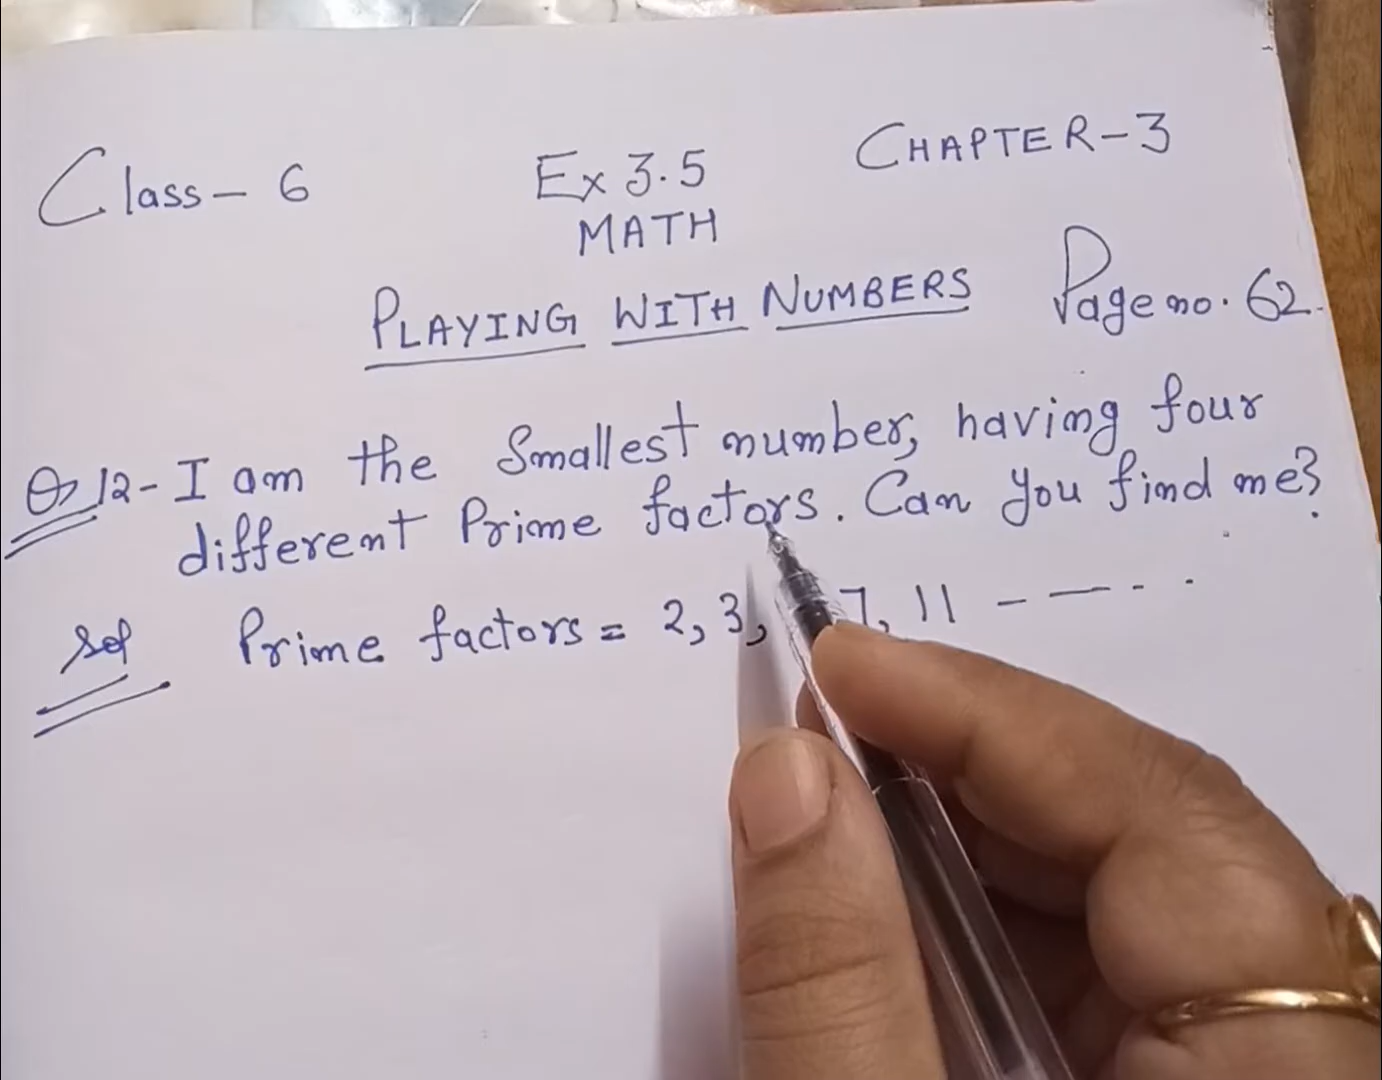 Class - 6 Ex 3.5 CHAPTER - 3
MATH
PLAYING WITH NUMBERS Page no. 62.
Q 12 - I am the Smallest number, having four
different Prime factors. Can you find me?
Sol Prime factors = 2, 3, 7, 11 - - - -